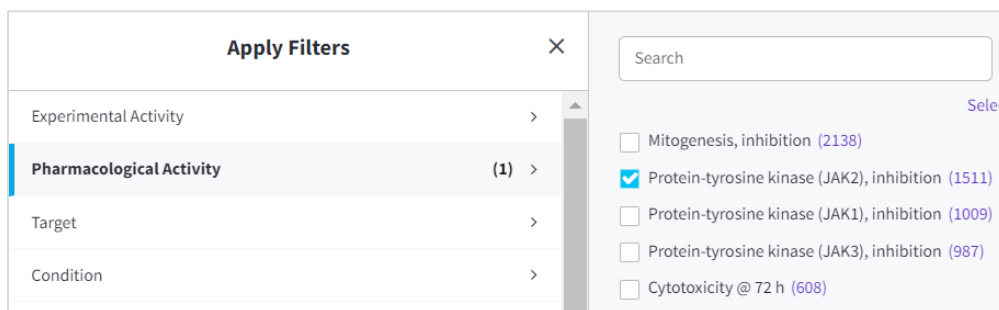 Apply Filters
Experimental Activity
Pharmacological Activity (1)
Target
Condition
Search
Sele
Mitogenesis, inhibition (2138)
Protein-tyrosine kinase (JAK2), inhibition (1511)
Protein-tyrosine kinase (JAK1), inhibition (1009)
Protein-tyrosine kinase (JAK3), inhibition (987)
Cytotoxicity @ 72 h (608)